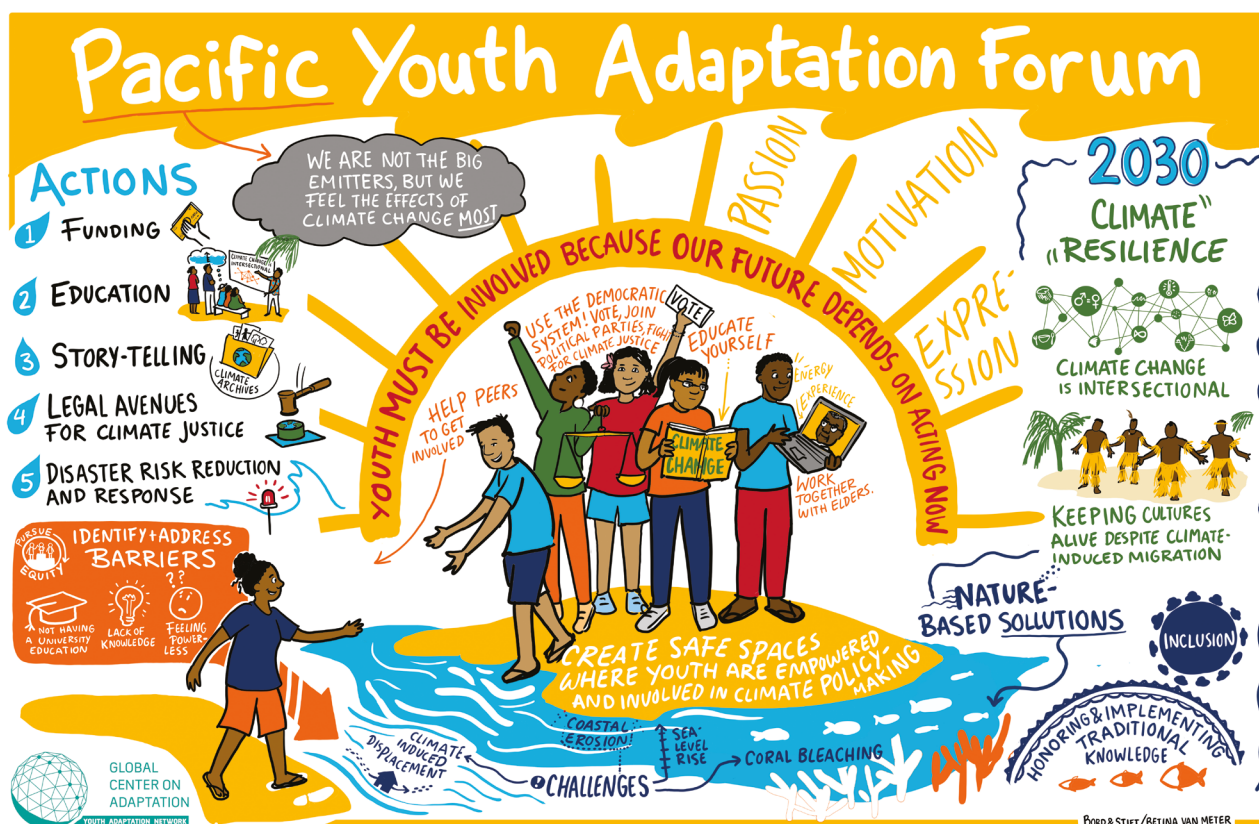 Pacific Youth Adaptation Forum
ACTIONS
1 FUNDING
2 EDUCATION
3 STORY-TELLING
4 LEGAL AVENUES
FOR CLIMATE JUSTICE
5 DISASTER RISK REDUCTION
AND RESPONSE
CLIMATE CHANGE IS
INTERSECTIONAL
CLIMATE
ARCHIVES
WE ARE NOT THE BIG
EMITTERS, BUT WE
FEEL THE EFFECTS OF
CLIMATE CHANGE MOST
PASSION
MOTIVATION
EXPRE-
SSION
YOUTH MUST BE INVOLVED BECAUSE OUR FUTURE DEPENDS ON ACTING NOW
HELP PEERS
TO GET
INVOLVED
USE THE DEMOCRATIC
SYSTEM! VOTE, JOIN
POLITICAL PARTIES, FIGHT
FOR CLIMATE JUSTICE
VOTE
EDUCATE
YOURSELF
CLIMATE
CHANGE
ENERGY
EXPERIENCE
WORK
TOGETHER
WITH ELDERS.
CREATE SAFE SPACES
WHERE YOUTH ARE EMPOWERED
AND INVOLVED IN CLIMATE POLICY-
MAKING
PURSUE
EQUITY
IDENTIFY+ADDRESS
BARRIERS
NOT HAVING
A UNIVERSITY
EDUCATION
LACK OF
KNOWLEDGE
??
FEELING
POWER-
LESS
CLIMATE
INDUCED
DISPLACEMENT
COASTAL
EROSION
SEA-
LEVEL
RISE
CHALLENGES
CORAL BLEACHING
2030
CLIMATE"
"RESILIENCE
CLIMATE CHANGE
IS INTERSECTIONAL
KEEPING CULTURES
ALIVE DESPITE CLIMATE-
INDUCED MIGRATION
NATURE-
BASED SOLUTIONS
INCLUSION
HONORING & IMPLEMENTING
TRADITIONAL
KNOWLEDGE
GLOBAL
CENTER ON
ADAPTATION
YOUTH ADAPTATION NETWORK
BORD & STIFT/BETINA VAN METER